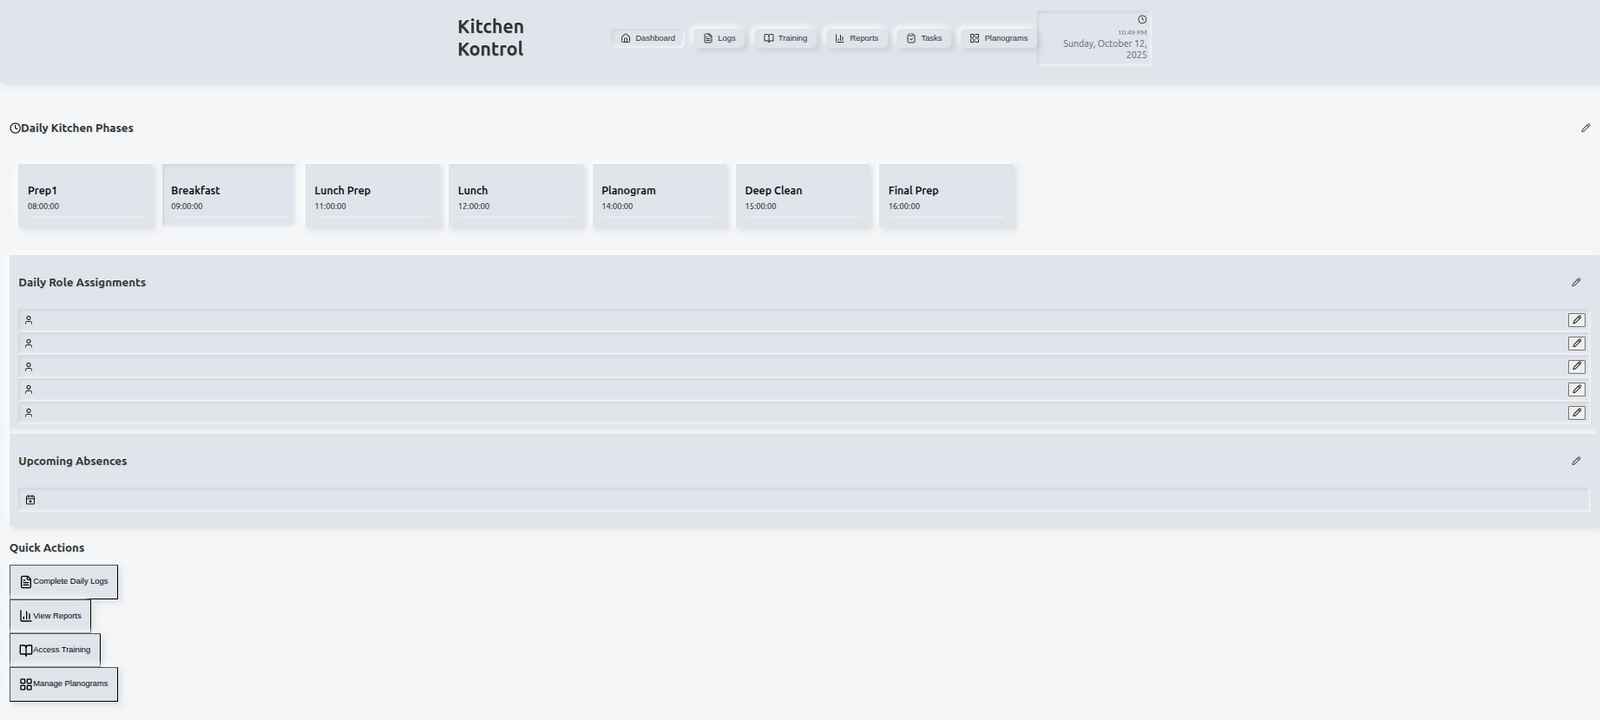 Kitchen
Kontrol
Dashboard
Logs
Training
Reports
Tasks
Planograms
10:49 PM
Sunday, October 12,
2025
Daily Kitchen Phases
Prep1
08:00:00
Breakfast
09:00:00
Lunch Prep
11:00:00
Lunch
12:00:00
Planogram
14:00:00
Deep Clean
15:00:00
Final Prep
16:00:00
Daily Role Assignments
Upcoming Absences
Quick Actions
Complete Daily Logs
View Reports
Access Training
Manage Planograms